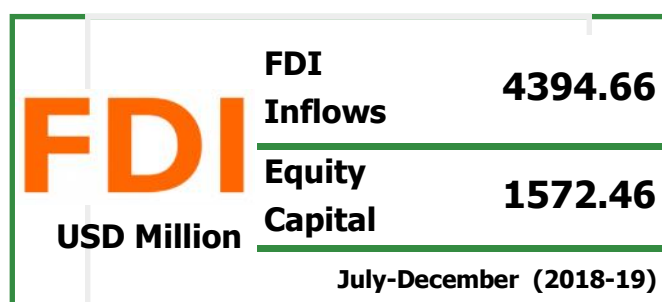 FDI
USD Million
FDI
Inflows
4394.66
Equity
Capital
1572.46
July-December (2018-19)